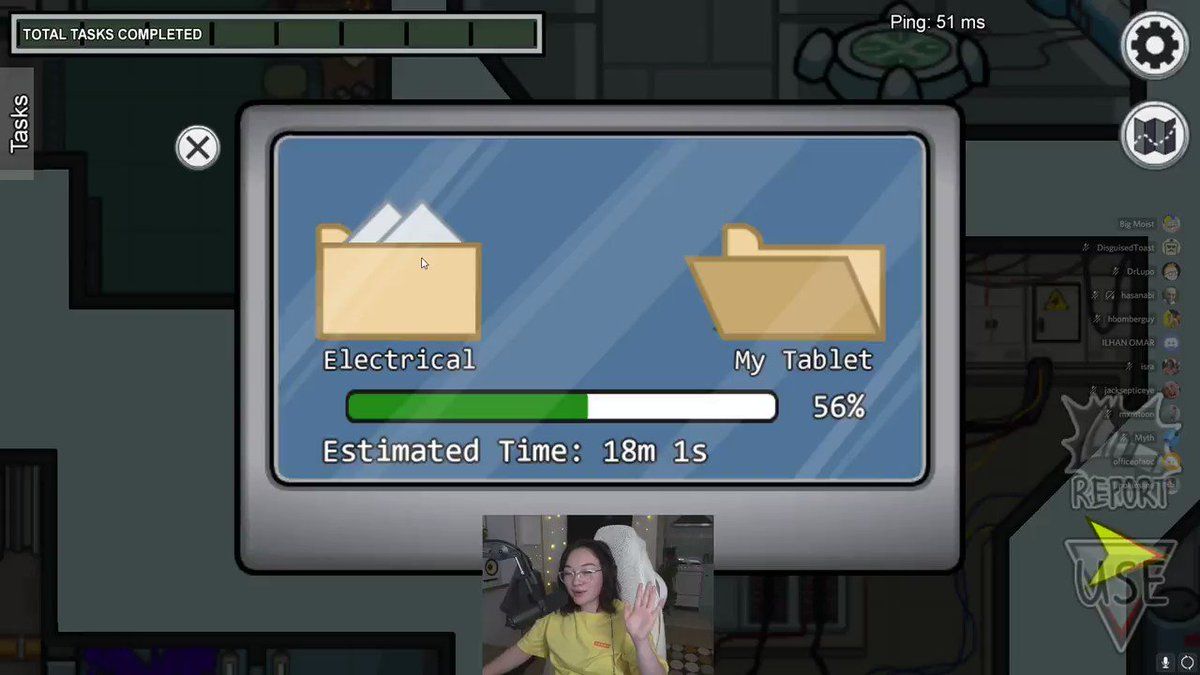 TOTAL TASKS COMPLETED
Ping: 51 ms
Tasks
Electrical
My Tablet
56%
Estimated Time: 18m 1s
Big Moist
DisguisedToast
DrLupo
hasanabi
hbomberguy
ILHAN OMAR
isra
jacksepticeye
mxmtoon
Myth
officeofaoc
REPORT
USE